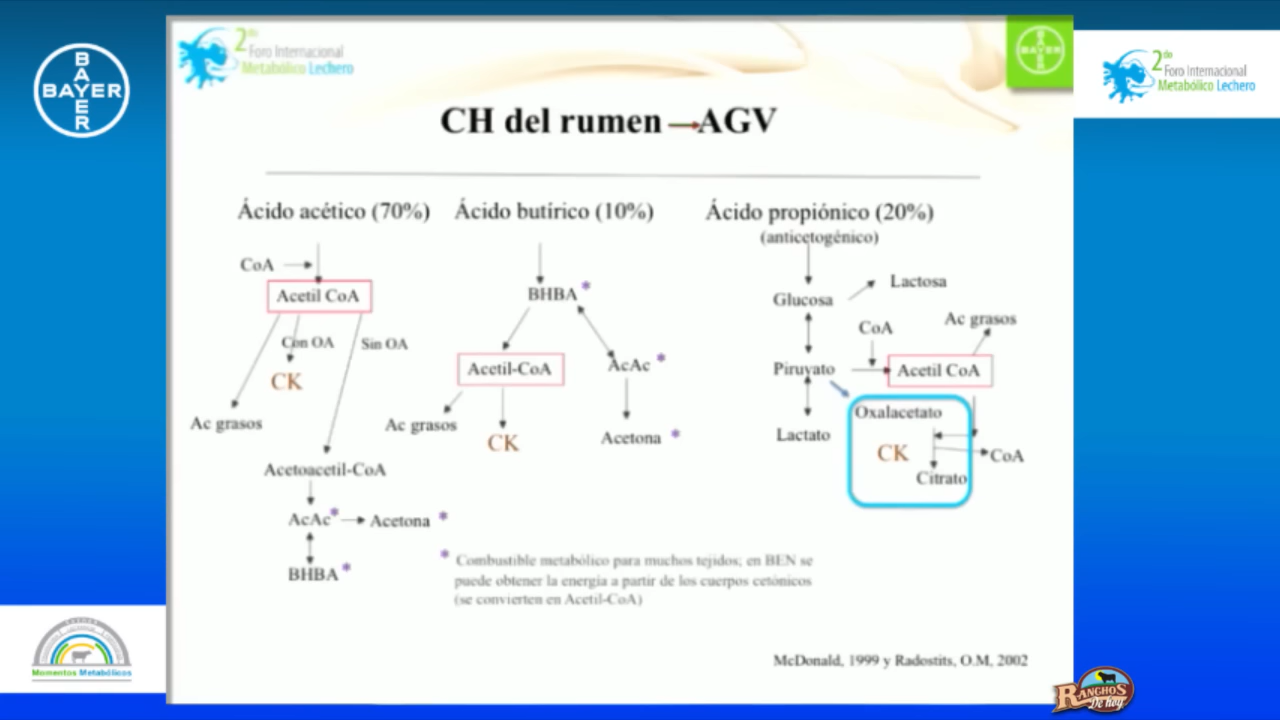 BAYER
BAYER
2do
Foro Internacional
Metabólico Lechero
BAYER
2do
Foro Internacional
Metabólico Lechero
CH del rumen → AGV
Ácido acético (70%)
Ácido butírico (10%)
Ácido propiónico (20%)
(anticetogénico)
CoA
Acetil CoA
Con OA
Sin OA
CK
Ac grasos
Acetoacetil-CoA
AcAc* → Acetona *
BHBA *
BHBA *
Acetil-CoA
AcAc *
Ac grasos
CK
Acetona *
Glucosa
Lactosa
CoA
Ac grasos
Piruvato
Acetil CoA
Oxalacetato
Lactato
CK
CoA
Citrato
* Combustible metabólico para muchos tejidos; en BEN se
puede obtener la energía a partir de los cuerpos cetónicos
(se convierten en Acetil-CoA)
McDonald, 1999 y Radostits, O.M, 2002
Momentos Metabólicos
RANCHOS
De hoy